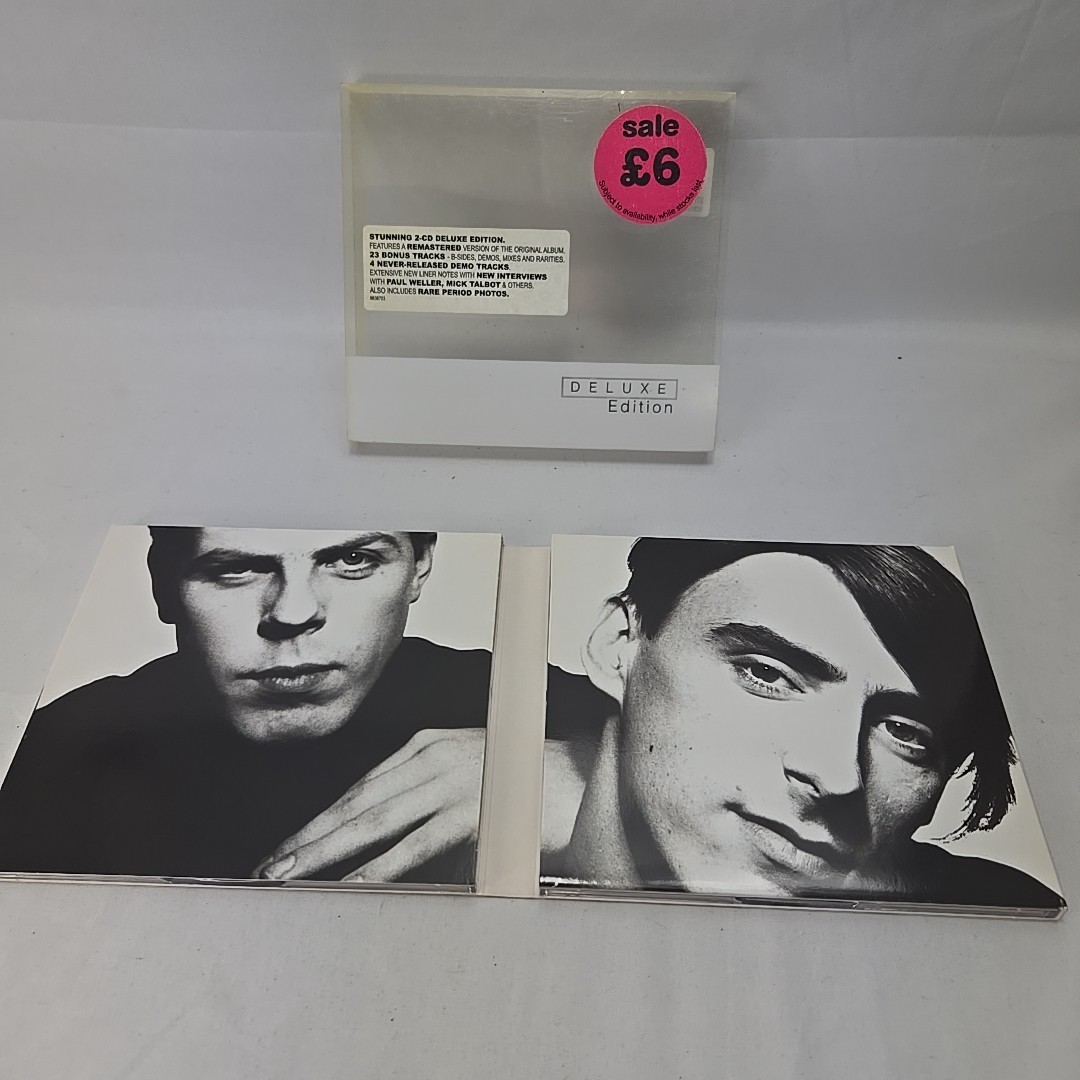 sale
£6
Subject to availability, while stocks last.
STUNNING 2-CD DELUXE EDITION.
FEATURES A REMASTERED VERSION OF THE ORIGINAL ALBUM.
23 BONUS TRACKS - B-SIDES, DEMOS, MIXES AND RARITIES.
4 NEVER-RELEASED DEMO TRACKS.
EXTENSIVE NEW LINER NOTES WITH NEW INTERVIEWS
WITH PAUL WELLER, MICK TALBOT & OTHERS.
ALSO INCLUDES RARE PERIOD PHOTOS.
DELUXE
Edition